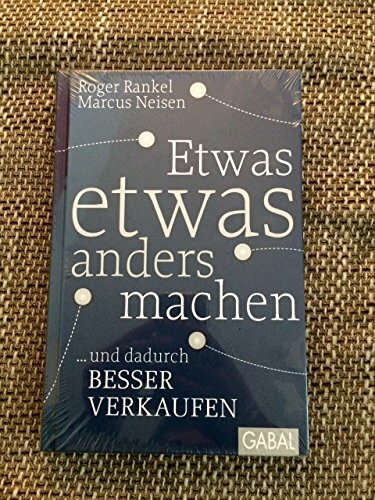 Roger Rankel
Marcus Neisen
Etwas
etwas
anders
machen
...und dadurch
BESSER
VERKAUFEN
GABAL